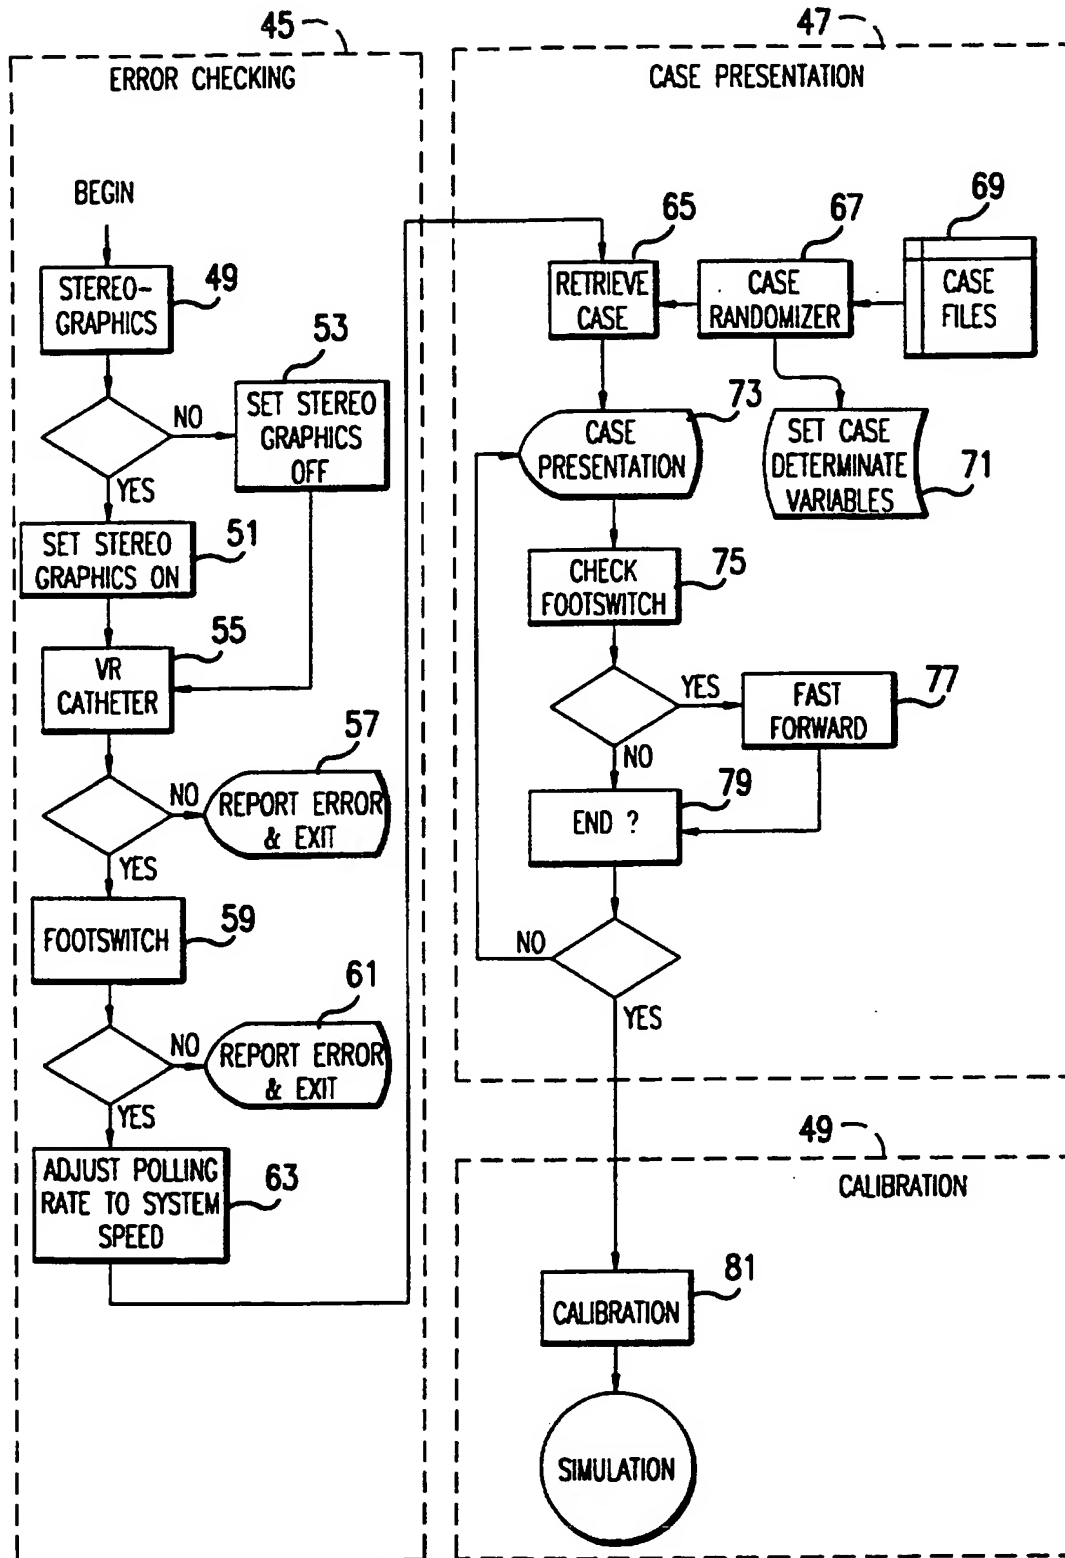 45
ERROR CHECKING
BEGIN
STEREO-
GRAPHICS
49
NO
53
SET STEREO
GRAPHICS
OFF
YES
SET STEREO
GRAPHICS ON
51
VR
CATHETER
55
NO
57
REPORT ERROR
& EXIT
YES
FOOTSWITCH
59
NO
61
REPORT ERROR
& EXIT
YES
ADJUST POLLING
RATE TO SYSTEM
SPEED
63
47
CASE PRESENTATION
65
RETRIEVE
CASE
67
CASE
RANDOMIZER
69
CASE
FILES
73
CASE
PRESENTATION
SET CASE
DETERMINATE
VARIABLES
71
CHECK
FOOTSWITCH
75
YES
FAST
FORWARD
77
NO
END ?
79
NO
YES
49
CALIBRATION
CALIBRATION
81
SIMULATION